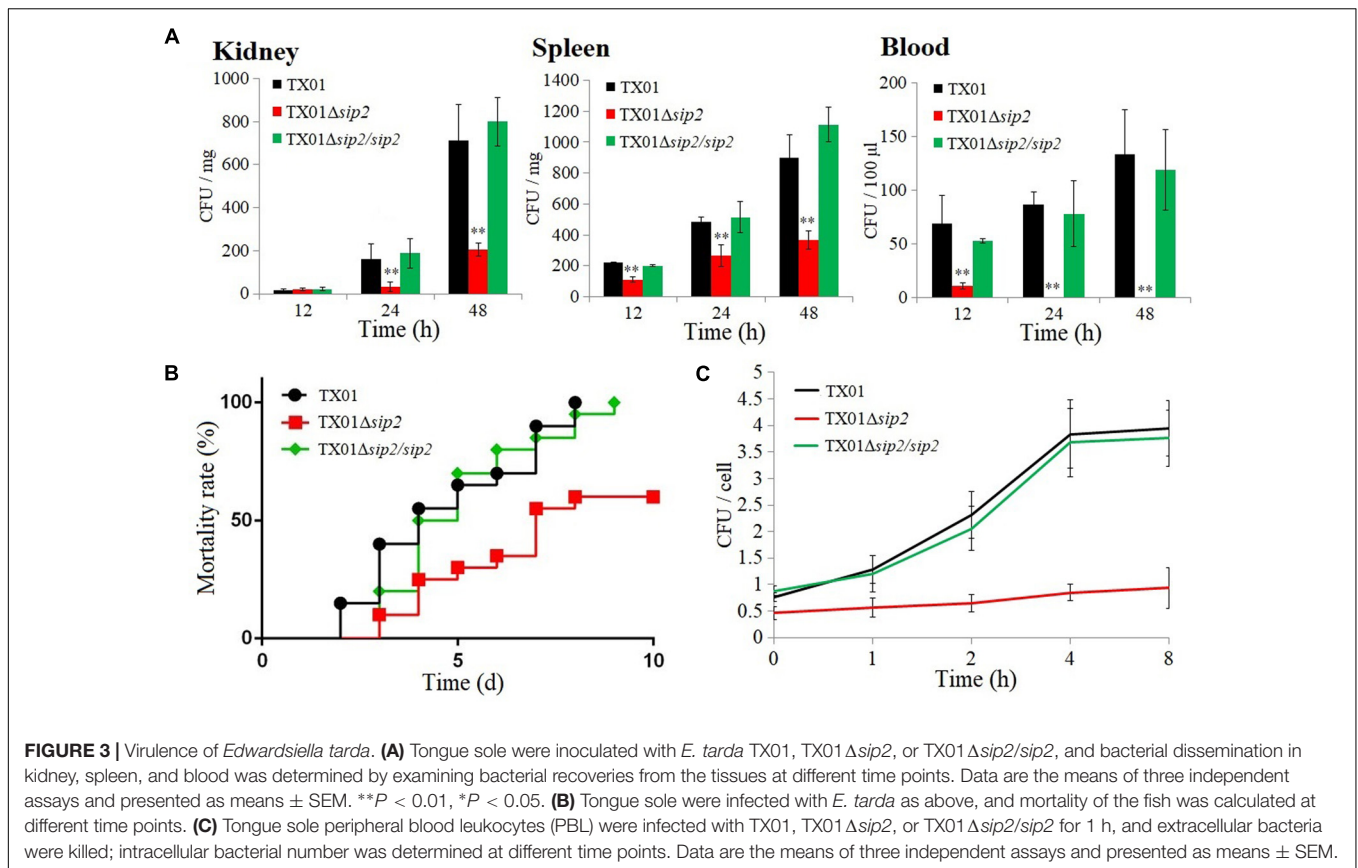 A
Kidney
1000
800
600
400
200
0
CFU / mg
TX01
TX01Δsip2
TX01Δsip2/sip2
**
**
12
24
48
Time (h)
Spleen
1400
1200
1000
800
600
400
200
0
CFU / mg
TX01
TX01Δsip2
TX01Δsip2/sip2
**
**
**
12
24
48
Time (h)
Blood
200
150
100
50
0
CFU / 100 µl
TX01
TX01Δsip2
TX01Δsip2/sip2
**
**
**
12
24
48
Time (h)
B
100
50
0
Mortality rate (%)
TX01
TX01Δsip2
TX01Δsip2/sip2
0
5
10
Time (d)
C
5
4.5
4
3.5
3
2.5
2
1.5
1
0.5
0
CFU / cell
TX01
TX01Δsip2
TX01Δsip2/sip2
0
1
2
4
8
Time (h)
FIGURE 3 | Virulence of Edwardsiella tarda. (A) Tongue sole were inoculated with E. tarda TX01, TX01Δsip2, or TX01Δsip2/sip2, and bacterial dissemination in
kidney, spleen, and blood was determined by examining bacterial recoveries from the tissues at different time points. Data are the means of three independent
assays and presented as means ± SEM. **P < 0.01, *P < 0.05. (B) Tongue sole were infected with E. tarda as above, and mortality of the fish was calculated at
different time points. (C) Tongue sole peripheral blood leukocytes (PBL) were infected with TX01, TX01Δsip2, or TX01Δsip2/sip2 for 1 h, and extracellular bacteria
were killed; intracellular bacterial number was determined at different time points. Data are the means of three independent assays and presented as means ± SEM.